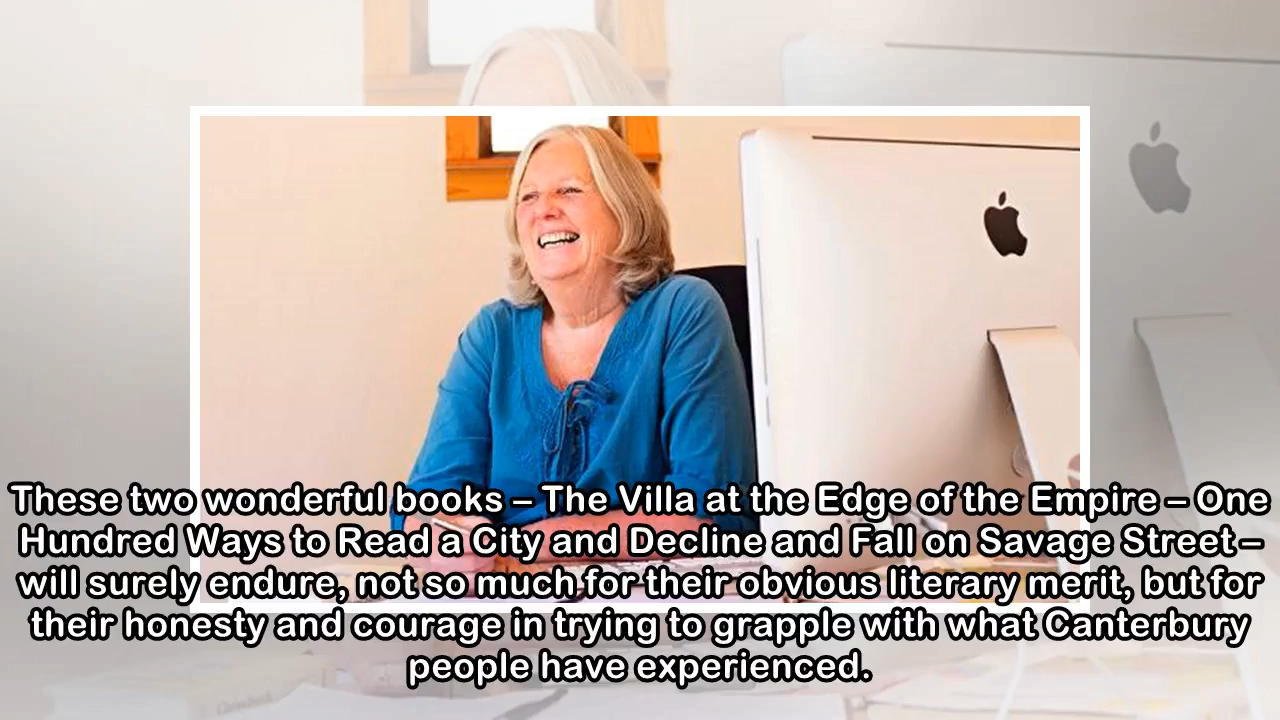 These two wonderful books – The Villa at the Edge of the Empire – One
Hundred Ways to Read a City and Decline and Fall on Savage Street –
will surely endure, not so much for their obvious literary merit, but for
their honesty and courage in trying to grapple with what Canterbury
people have experienced.